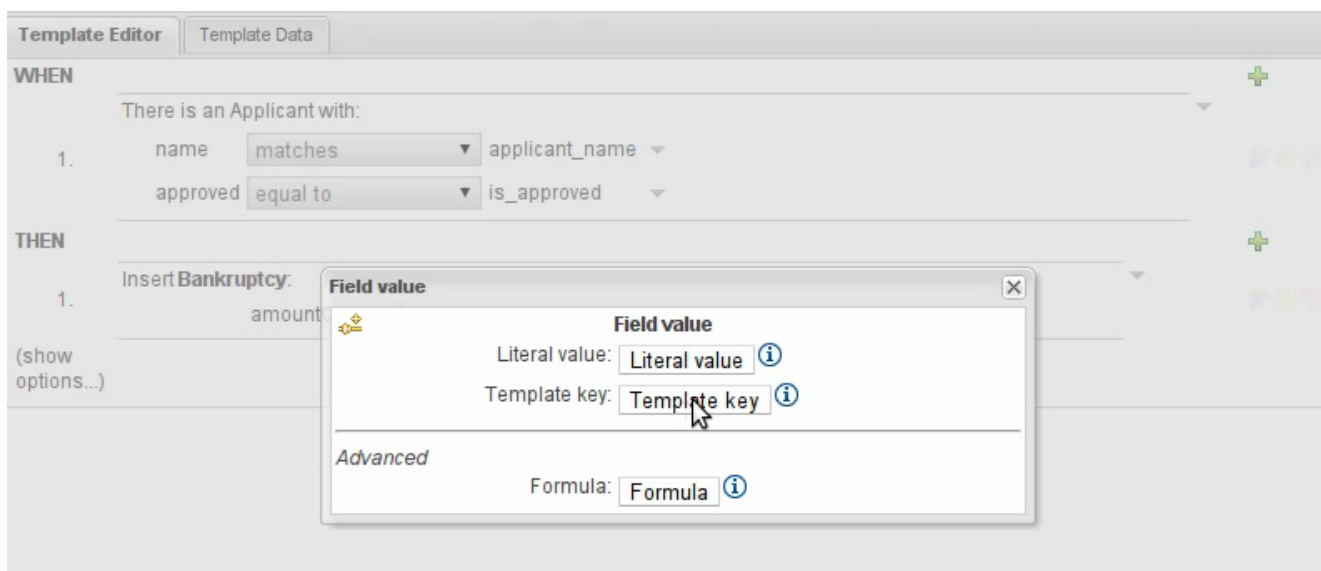 Template Editor Template Data
WHEN
There is an Applicant with:
1.
name matches applicant_name
approved equal to is_approved
THEN
Insert Bankruptcy:
1.
amount
(show
options...)
Field value
Field value
Literal value: Literal value
Template key: Template key
Advanced
Formula: Formula